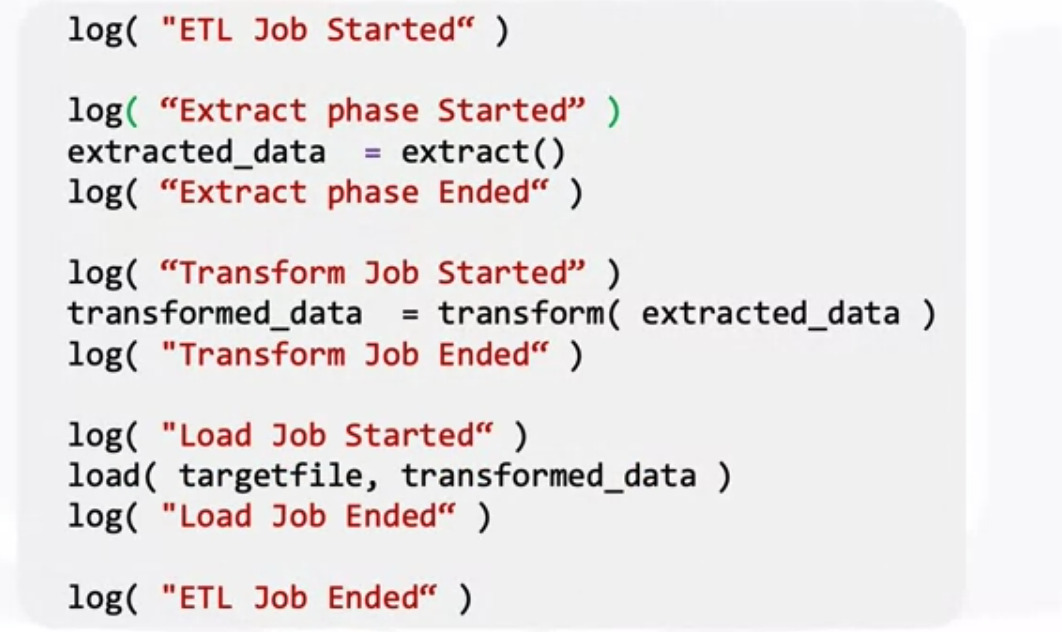 log( "ETL Job Started“ )
log( “Extract phase Started” )
extracted_data  = extract()
log( “Extract phase Ended“ )
log( “Transform Job Started” )
transformed_data  = transform( extracted_data )
log( "Transform Job Ended“ )
log( "Load Job Started“ )
load( targetfile, transformed_data )
log( "Load Job Ended“ )
log( "ETL Job Ended“ )